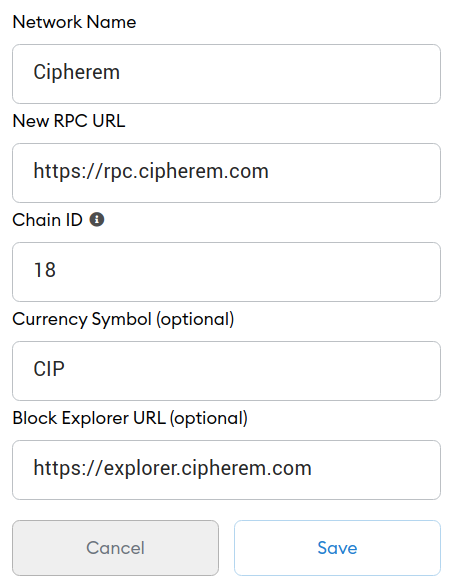 Network Name
Cipherem
New RPC URL
https://rpc.cipherem.com
Chain ID
18
Currency Symbol (optional)
CIP
Block Explorer URL (optional)
https://explorer.cipherem.com
Cancel Save